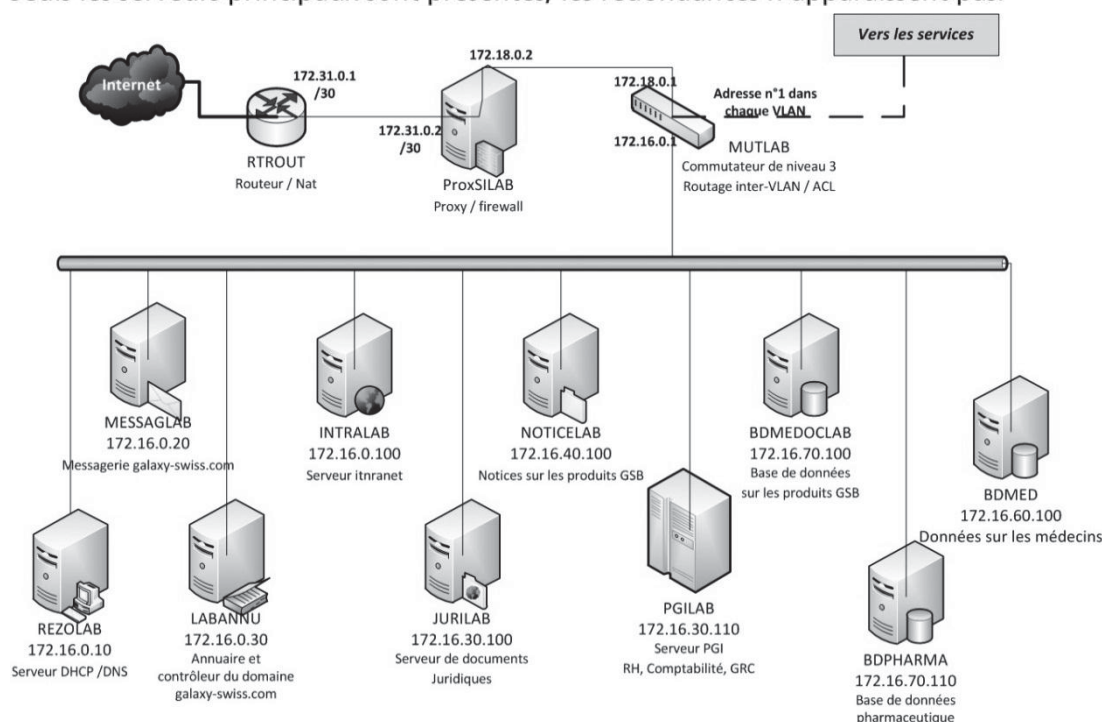 Vers les services
Internet
172.31.0.1
/30
172.18.0.2
172.31.0.2
/30
172.18.0.1
172.16.0.1
Adresse n°1 dans
chaque VLAN
RTROUT
Routeur / Nat
ProxSILAB
Proxy / firewall
MUTLAB
Commutateur de niveau 3
Routage inter-VLAN / ACL
MESSAGLAB
172.16.0.20
Messagerie galaxy-swiss.com
INTRALAB
172.16.0.100
Serveur itnranet
NOTICELAB
172.16.40.100
Notices sur les produits GSB
BDMEDOCLAB
172.16.70.100
Base de données
sur les produits GSB
BDMED
172.16.60.100
Données sur les médecins
REZOLAB
172.16.0.10
Serveur DHCP /DNS
LABANNU
172.16.0.30
Annuaire et
contrôleur du domaine
galaxy-swiss.com
JURILAB
172.16.30.100
Serveur de documents
Juridiques
PGILAB
172.16.30.110
Serveur PGI
RH, Comptabilité, GRC
BDPHARMA
172.16.70.110
Base de données
pharmaceutique